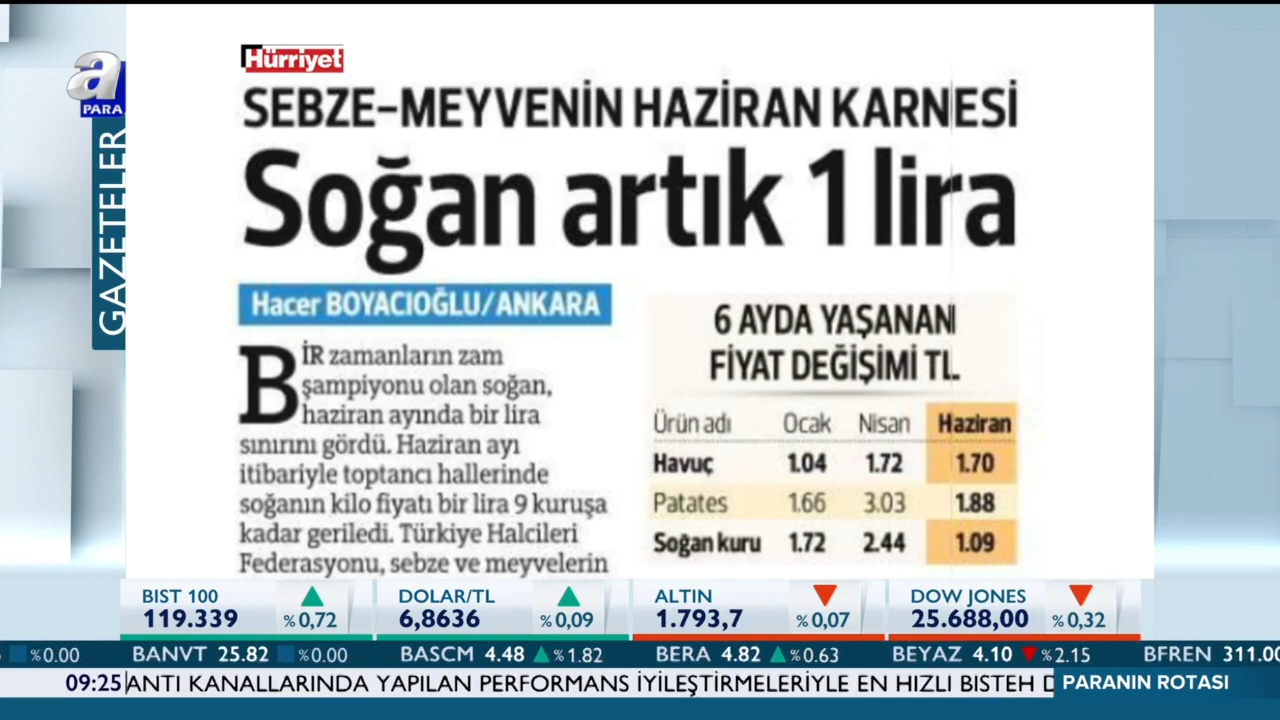 a
PARA
GAZETELER
Hürriyet
SEBZE-MEYVENİN HAZİRAN KARNESİ
Soğan artık 1 lira
Hacer BOYACIOĞLU/ANKARA
BİR zamanların zam
şampiyonu olan soğan,
haziran ayında bir lira
sınırını gördü. Haziran ayı
itibariyle toptancı hallerinde
soğanın kilo fiyatı bir lira 9 kuruşa
kadar geriledi. Türkiye Halcileri
Federasyonu, sebze ve meyvelerin
6 AYDA YAŞANAN
FİYAT DEĞİŞİMİ TL
Ürün adı Ocak Nisan Haziran
Havuç 1.04 1.72 1.70
Patates 1.66 3.03 1.88
Soğan kuru 1.72 2.44 1.09
BIST 100 119.339 %0,72
DOLAR/TL 6,8636 %0,09
ALTIN 1.793,7 %0,07
DOW JONES 25.688,00 %0,32
%0.00 BANVT 25.82 %0.00 BASCM 4.48 %1.82 BERA 4.82 %0.63 BEYAZ 4.10 %2.15 BFREN 311.00
09:25 ANTI KANALLARINDA YAPILAN PERFORMANS İYİLEŞTİRMELERİYLE EN HIZLI BISTEH
PARANIN ROTASI